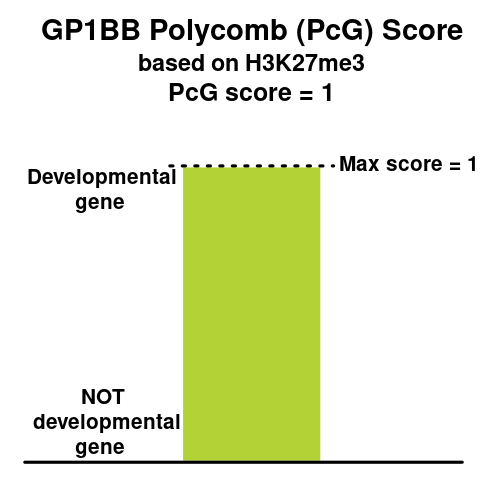 GP1BB Polycomb (PcG) Score
based on H3K27me3
PcG score = 1
Max score = 1
Developmental
gene
NOT
developmental
gene